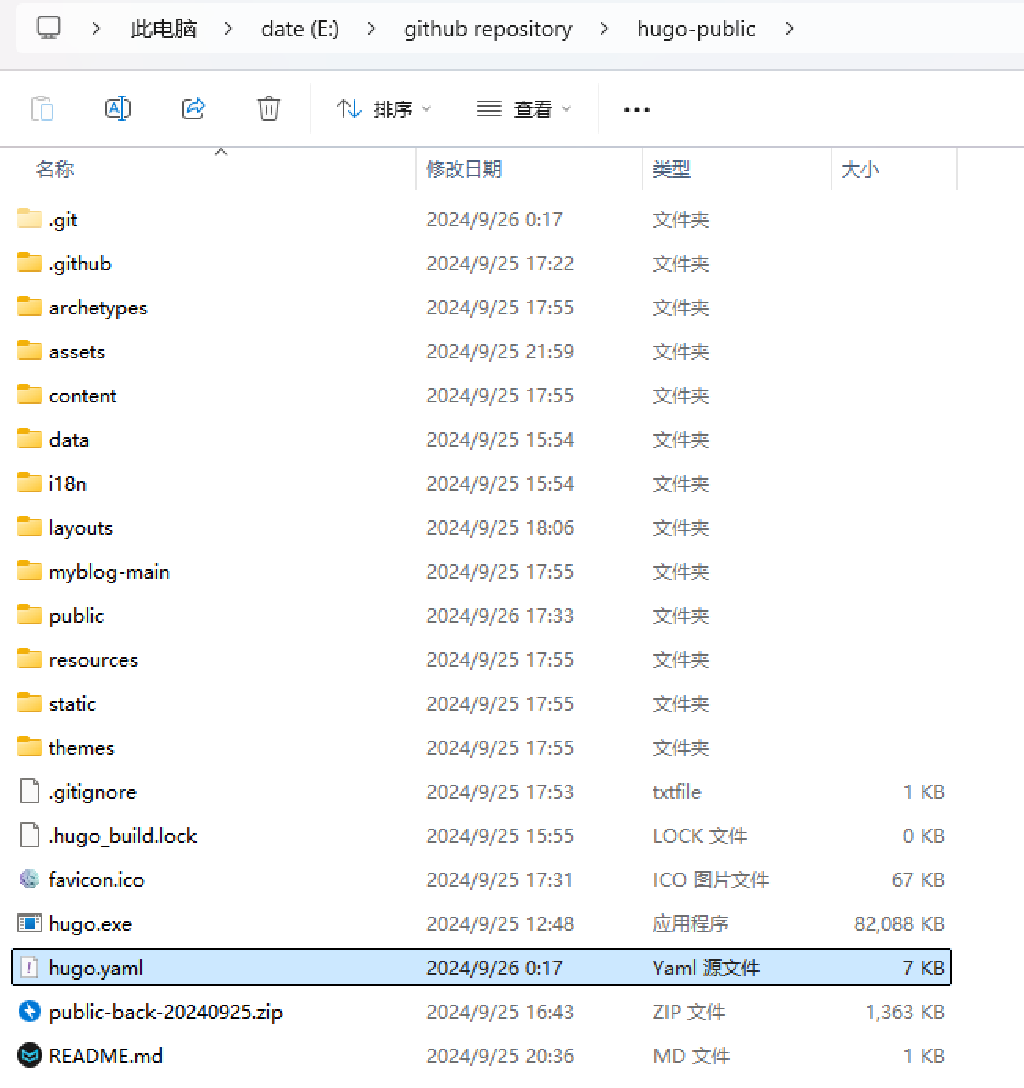 此电脑 date (E:) github repository hugo-public
排序 查看
名称 修改日期 类型 大小
.git 2024/9/26 0:17 文件夹
.github 2024/9/25 17:22 文件夹
archetypes 2024/9/25 17:55 文件夹
assets 2024/9/25 21:59 文件夹
content 2024/9/25 17:55 文件夹
data 2024/9/25 15:54 文件夹
i18n 2024/9/25 15:54 文件夹
layouts 2024/9/25 18:06 文件夹
myblog-main 2024/9/25 17:55 文件夹
public 2024/9/26 17:33 文件夹
resources 2024/9/25 17:55 文件夹
static 2024/9/25 17:55 文件夹
themes 2024/9/25 17:55 文件夹
.gitignore 2024/9/25 17:53 txtfile 1 KB
.hugo_build.lock 2024/9/25 15:55 LOCK 文件 0 KB
favicon.ico 2024/9/25 17:31 ICO 图片文件 67 KB
hugo.exe 2024/9/25 12:48 应用程序 82,088 KB
hugo.yaml 2024/9/26 0:17 Yaml 源文件 7 KB
public-back-20240925.zip 2024/9/25 16:43 ZIP 文件 1,363 KB
README.md 2024/9/25 20:36 MD 文件 1 KB